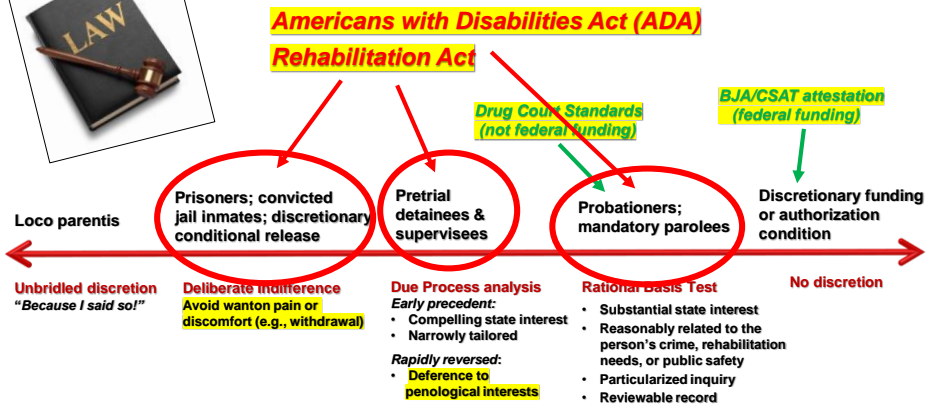 LAW
Americans with Disabilities Act (ADA)
Rehabilitation Act
Drug Court Standards
(not federal funding)
BJA/CSAT attestation
(federal funding)
Loco parentis
Prisoners; convicted
jail inmates; discretionary
conditional release
Pretrial
detainees &
supervisees
Probationers;
mandatory parolees
Discretionary funding
or authorization
condition
Unbridled discretion
“Because I said so!”
Deliberate indifference
Avoid wanton pain or
discomfort (e.g., withdrawal)
Due Process analysis
Early precedent:
• Compelling state interest
• Narrowly tailored
Rapidly reversed:
• Deference to
penological interests
Rational Basis Test
• Substantial state interest
• Reasonably related to the
person’s crime, rehabilitation
needs, or public safety
• Particularized inquiry
• Reviewable record
No discretion